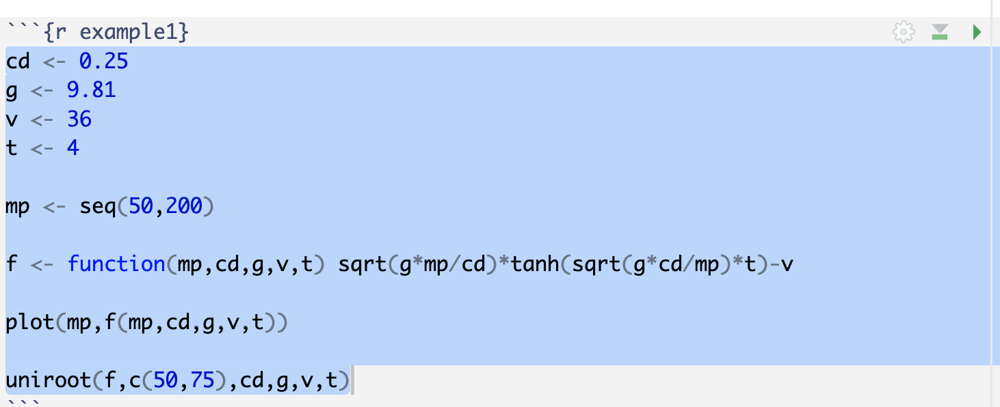 ```{r example1}
cd <- 0.25
g <- 9.81
v <- 36
t <- 4
mp <- seq(50,200)
f <- function(mp,cd,g,v,t) sqrt(g*mp/cd)*tanh(sqrt(g*cd/mp)*t)-v
plot(mp,f(mp,cd,g,v,t))
uniroot(f,c(50,75),cd,g,v,t)
```